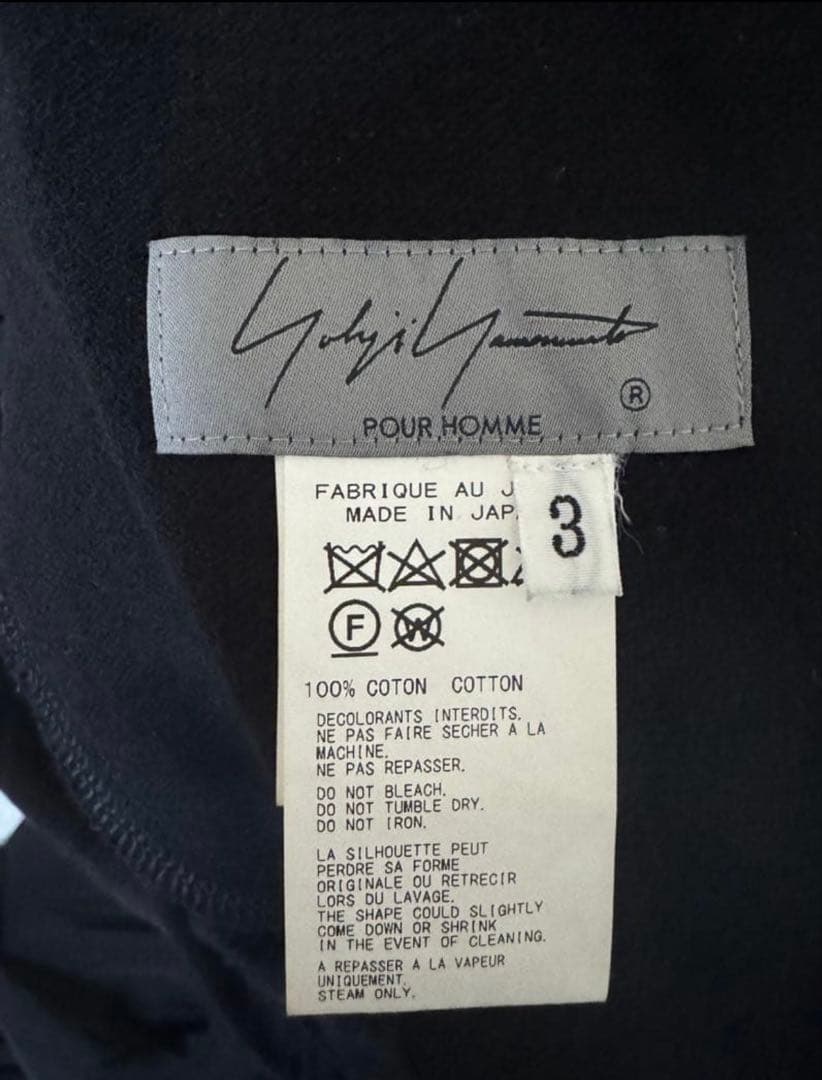 Yohji Yamamoto
®
POUR HOMME
FABRIQUE AU J
MADE IN JAP
3
F
W
100% COTON COTTON
DECOLORANTS INTERDITS.
NE PAS FAIRE SECHER A LA
MACHINE.
NE PAS REPASSER.
DO NOT BLEACH.
DO NOT TUMBLE DRY.
DO NOT IRON.
LA SILHOUETTE PEUT
PERDRE SA FORME
ORIGINALE OU RETRECIR
LORS DU LAVAGE.
THE SHAPE COULD SLIGHTLY
COME DOWN OR SHRINK
IN THE EVENT OF CLEANING.
A REPASSER A LA VAPEUR
UNIQUEMENT.
STEAM ONLY.